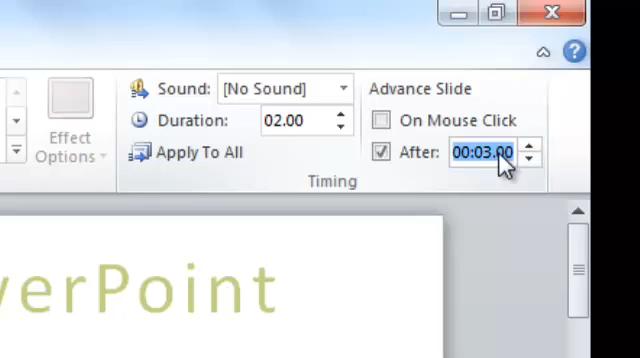 Sound: [No Sound]
Advance Slide
Duration: 02.00
On Mouse Click
Effect
Options
Apply To All
After: 00:03.00
Timing
werPoint